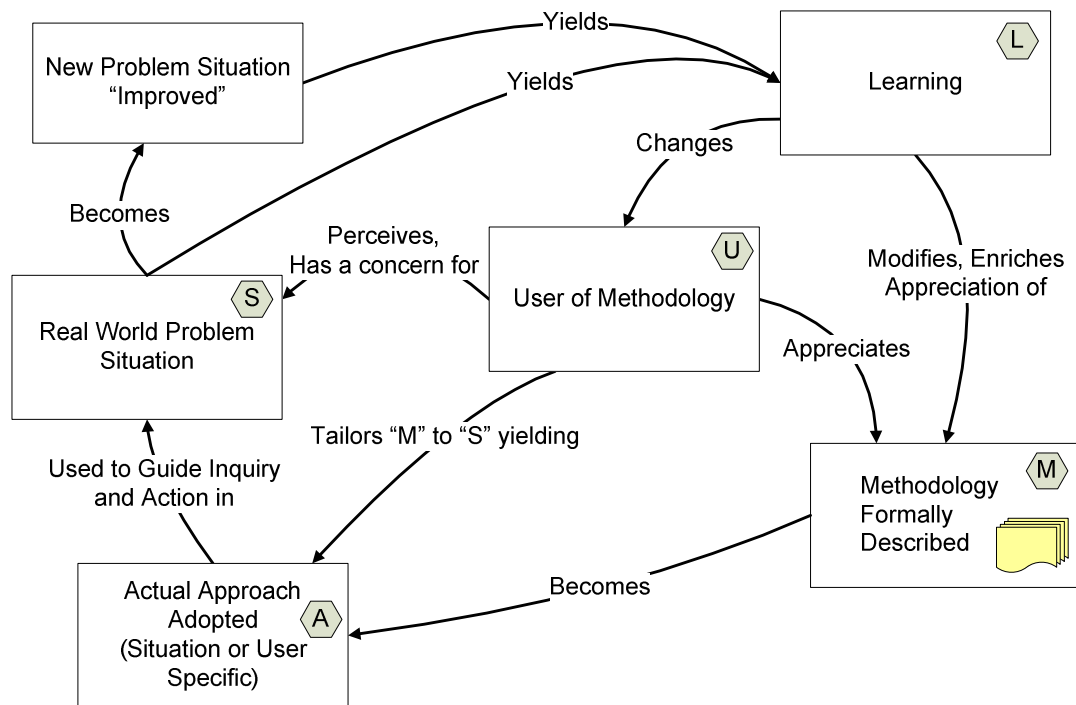 Yields
New Problem Situation
“Improved”
L
Learning
Yields
Changes
Becomes
Perceives,
Has a concern for
U
User of Methodology
Modifies, Enriches
Appreciation of
S
Real World Problem
Situation
Appreciates
Tailors “M” to “S” yielding
Used to Guide Inquiry
and Action in
M
Methodology
Formally
Described
Becomes
Actual Approach
Adopted
(Situation or User
Specific)
A